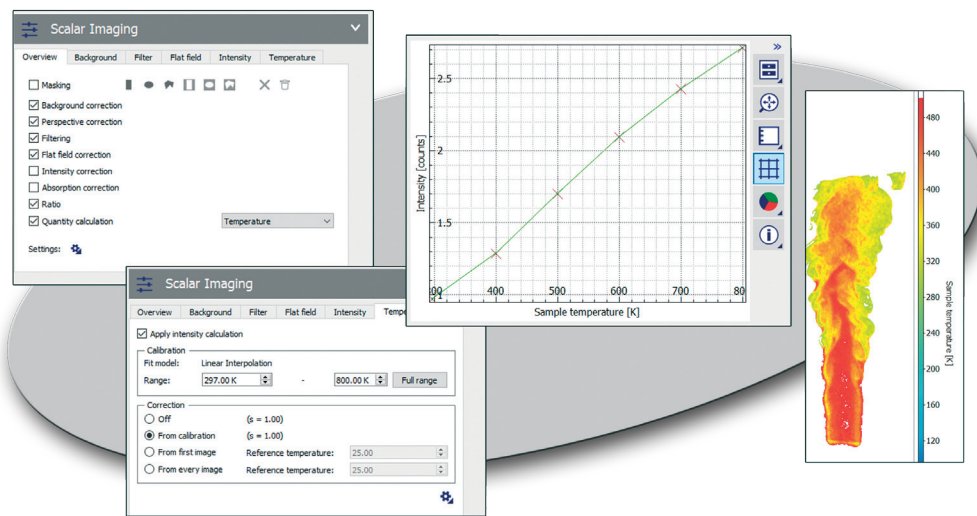 Scalar Imaging
Overview Background Filter Flat field Intensity Temperature
Masking
Background correction
Perspective correction
Filtering
Flat field correction
Intensity correction
Absorption correction
Ratio
Quantity calculation Temperature
Settings:
Scalar Imaging
Overview Background Filter Flat field Intensity
Apply intensity calculation
Calibration
Fit model: Linear Interpolation
Range: 297.00 K - 800.00 K Full range
Correction
Off (s = 1.00)
From calibration (s = 1.00)
From first image Reference temperature: 25.00
From every image Reference temperature: 25.00
Intensity [counts]
2.5
2
1.5
1
400 500 600 700
Sample temperature [K]
480
440
400
360
320
280
240
200
160
120
Sample temperature [K]